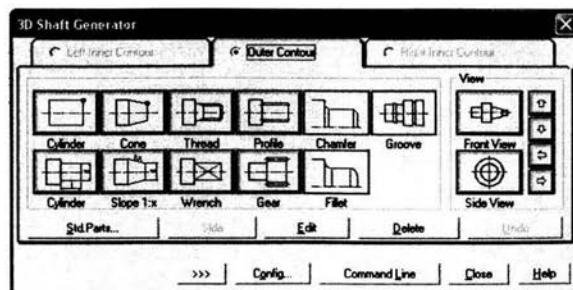 3D Shaft Generator
Left Inner Contour Outer Contour Right Inner Contour
View
Cylinder Cone Thread Profile Chamfer Groove Front View
Cylinder Slope 1:x Wrench Gear Fillet Side View
Std.Parts... Slide Edit Delete Undo
>>> Config... Command Line Close Help